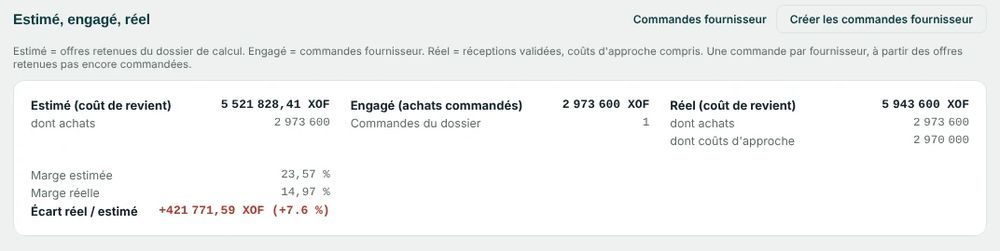 Estimé, engagé, réel
Commandes fournisseur
Créer les commandes fournisseur
Estimé = offres retenues du dossier de calcul. Engagé = commandes fournisseur. Réel = réceptions validées, coûts d'approche compris. Une commande par fournisseur, à partir des offres
retenues pas encore commandées.
Estimé (coût de revient) 5 521 828,41 XOF
dont achats 2 973 600
Engagé (achats commandés) 2 973 600 XOF
Commandes du dossier 1
Réel (coût de revient) 5 943 600 XOF
dont achats 2 973 600
dont coûts d'approche 2 970 000
Marge estimée 23,57 %
Marge réelle 14,97 %
Écart réel / estimé +421 771,59 XOF (+7.6 %)